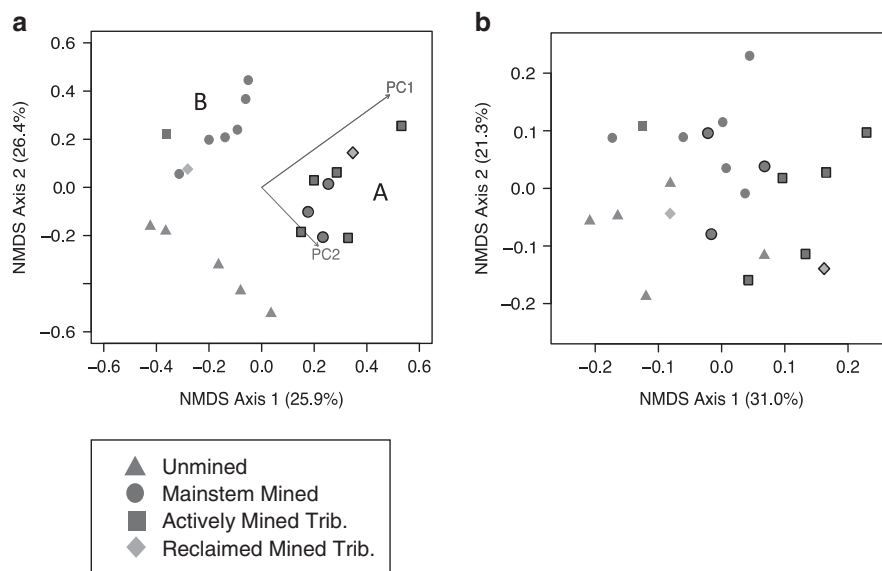 a
0.6
0.4
0.2
0.0
−0.2
−0.4
−0.6
NMDS Axis 2 (26.4%)
B
A
PC1
PC2
−0.6 −0.4 −0.2 0.0 0.2 0.4 0.6
NMDS Axis 1 (25.9%)
b
0.2
0.1
0.0
−0.1
−0.2
NMDS Axis 2 (21.3%)
−0.2 −0.1 0.0 0.1 0.2
NMDS Axis 1 (31.0%)
Unmined
Mainstem Mined
Actively Mined Trib.
Reclaimed Mined Trib.